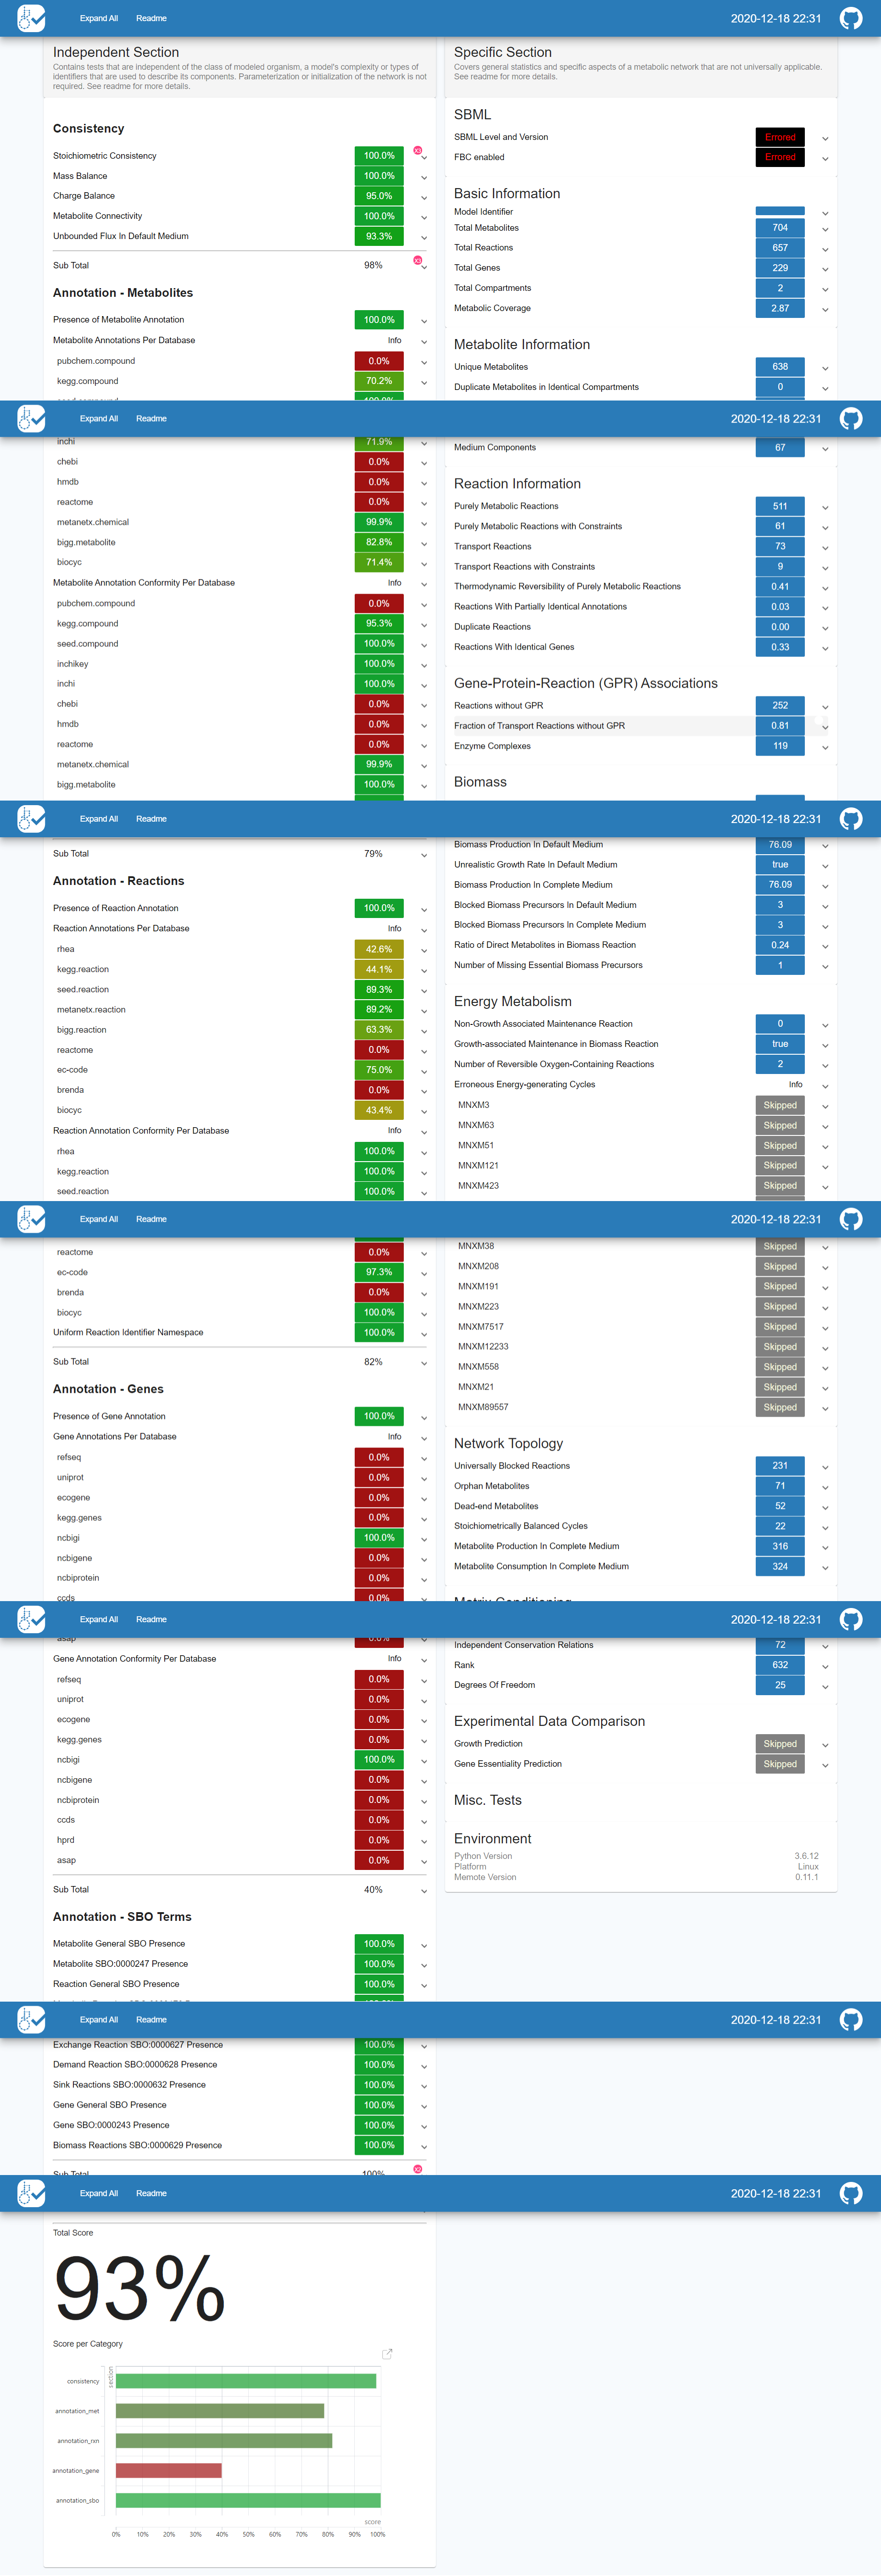 Expand All Readme 2020-12-18 22:31
Independent Section
Contains tests that are independent of the class of modeled organism, a model's complexity or types of
identifiers that are used to describe its components. Parameterization or initialization of the network is not
required. See readme for more details.
Consistency
Stoichiometric Consistency 100.0% X3
Mass Balance 100.0%
Charge Balance 95.0%
Metabolite Connectivity 100.0%
Unbounded Flux In Default Medium 93.3%
Sub Total 98% X3
Annotation - Metabolites
Presence of Metabolite Annotation 100.0%
Metabolite Annotations Per Database Info
pubchem.compound 0.0%
kegg.compound 70.2%
Specific Section
Covers general statistics and specific aspects of a metabolic network that are not universally applicable.
See readme for more details.
SBML
SBML Level and Version Errored
FBC enabled Errored
Basic Information
Model Identifier
Total Metabolites 704
Total Reactions 657
Total Genes 229
Total Compartments 2
Metabolic Coverage 2.87
Metabolite Information
Unique Metabolites 638
Duplicate Metabolites in Identical Compartments 0
Expand All Readme 2020-12-18 22:31
inchi 71.9%
chebi 0.0%
hmdb 0.0%
reactome 0.0%
metanetx.chemical 99.9%
bigg.metabolite 82.8%
biocyc 71.4%
Metabolite Annotation Conformity Per Database Info
pubchem.compound 0.0%
kegg.compound 95.3%
seed.compound 100.0%
inchikey 100.0%
inchi 100.0%
chebi 0.0%
hmdb 0.0%
reactome 0.0%
metanetx.chemical 99.9%
bigg.metabolite 100.0%
Medium Components 67
Reaction Information
Purely Metabolic Reactions 511
Purely Metabolic Reactions with Constraints 61
Transport Reactions 73
Transport Reactions with Constraints 9
Thermodynamic Reversibility of Purely Metabolic Reactions 0.41
Reactions With Partially Identical Annotations 0.03
Duplicate Reactions 0.00
Reactions With Identical Genes 0.33
Gene-Protein-Reaction (GPR) Associations
Reactions without GPR 252
Fraction of Transport Reactions without GPR 0.81
Enzyme Complexes 119
Biomass
Expand All Readme 2020-12-18 22:31
Sub Total 79%
Annotation - Reactions
Presence of Reaction Annotation 100.0%
Reaction Annotations Per Database Info
rhea 42.6%
kegg.reaction 44.1%
seed.reaction 89.3%
metanetx.reaction 89.2%
bigg.reaction 63.3%
reactome 0.0%
ec-code 75.0%
brenda 0.0%
biocyc 43.4%
Reaction Annotation Conformity Per Database Info
rhea 100.0%
kegg.reaction 100.0%
seed.reaction 100.0%
Biomass Production In Default Medium 76.09
Unrealistic Growth Rate In Default Medium true
Biomass Production In Complete Medium 76.09
Blocked Biomass Precursors In Default Medium 3
Blocked Biomass Precursors In Complete Medium 3
Ratio of Direct Metabolites in Biomass Reaction 0.24
Number of Missing Essential Biomass Precursors 1
Energy Metabolism
Non-Growth Associated Maintenance Reaction 0
Growth-associated Maintenance in Biomass Reaction true
Number of Reversible Oxygen-Containing Reactions 2
Erroneous Energy-generating Cycles Info
MNXM3 Skipped
MNXM63 Skipped
MNXM51 Skipped
MNXM121 Skipped
MNXM423 Skipped
Expand All Readme 2020-12-18 22:31
reactome 0.0%
ec-code 97.3%
brenda 0.0%
biocyc 100.0%
Uniform Reaction Identifier Namespace 100.0%
Sub Total 82%
Annotation - Genes
Presence of Gene Annotation 100.0%
Gene Annotations Per Database Info
refseq 0.0%
uniprot 0.0%
ecogene 0.0%
kegg.genes 0.0%
ncbigi 100.0%
ncbigene 0.0%
ncbiprotein 0.0%
ccds 0.0%
MNXM38 Skipped
MNXM208 Skipped
MNXM191 Skipped
MNXM223 Skipped
MNXM7517 Skipped
MNXM12233 Skipped
MNXM558 Skipped
MNXM21 Skipped
MNXM89557 Skipped
Network Topology
Universally Blocked Reactions 231
Orphan Metabolites 71
Dead-end Metabolites 52
Stoichiometrically Balanced Cycles 22
Metabolite Production In Complete Medium 316
Metabolite Consumption In Complete Medium 324
Matrix Conditioning
Expand All Readme 2020-12-18 22:31
asap 0.0%
Gene Annotation Conformity Per Database Info
refseq 0.0%
uniprot 0.0%
ecogene 0.0%
kegg.genes 0.0%
ncbigi 100.0%
ncbigene 0.0%
ncbiprotein 0.0%
ccds 0.0%
hprd 0.0%
asap 0.0%
Sub Total 40%
Annotation - SBO Terms
Metabolite General SBO Presence 100.0%
Metabolite SBO:0000247 Presence 100.0%
Reaction General SBO Presence 100.0%
Independent Conservation Relations 72
Rank 632
Degrees Of Freedom 25
Experimental Data Comparison
Growth Prediction Skipped
Gene Essentiality Prediction Skipped
Misc. Tests
Environment
Python Version 3.6.12
Platform Linux
Memote Version 0.11.1
Expand All Readme 2020-12-18 22:31
Exchange Reaction SBO:0000627 Presence 100.0%
Demand Reaction SBO:0000628 Presence 100.0%
Sink Reactions SBO:0000632 Presence 100.0%
Gene General SBO Presence 100.0%
Gene SBO:0000243 Presence 100.0%
Biomass Reactions SBO:0000629 Presence 100.0%
Sub Total 100%
Expand All Readme 2020-12-18 22:31
Total Score
93%
Score per Category
section
consistency
annotation_met
annotation_rxn
annotation_gene
annotation_sbo
score
0% 10% 20% 30% 40% 50% 60% 70% 80% 90% 100%